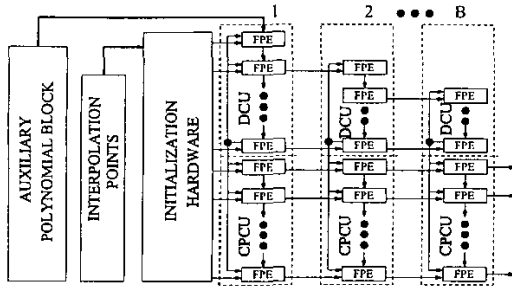 1 2 B
AUXILIARY
POLYNOMIAL BLOCK
INTERPOLATION
POINTS
INITIALIZATION
HARDWARE
FPE
FPE FPE
FPE FPE
DCU DCU DCU
FPE FPE FPE
FPE FPE FPE
FPE FPE FPE
CPCU CPCU CPCU
FPE FPE FPE